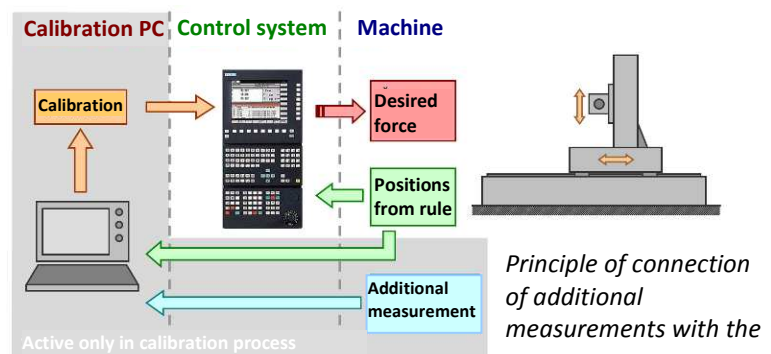 Calibration PC
Control system
Machine
Calibration
Desired
force
Positions
from rule
Additional
measurement
Active only in calibration process
Principle of connection
of additional
measurements with the